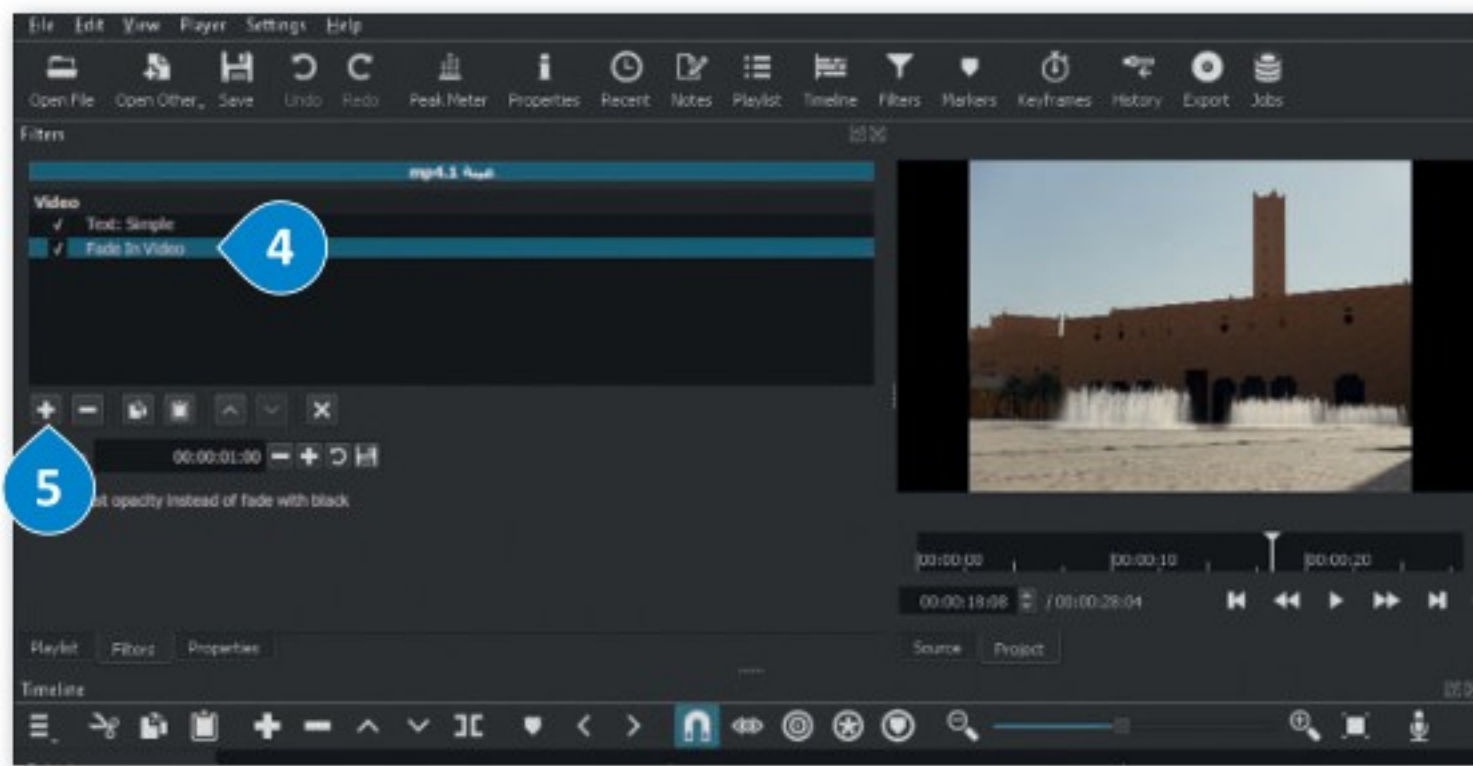 File Edit View Player Settings Help
Open File Open Other... Save Undo Redo Peak Meter Properties Recent Notes Playlist Timeline Filters Markers Keyframes History Export Jobs
Filters
mp4.1
Video
✓ Text: Simple
✓ Fade In Video
4
00:00:01:00
5
opacity instead of fade with black
00:00:00 00:00:10 00:00:20
00:00:18:08 / 00:00:28:04
Playlist Filters Properties
Source Project
Timeline